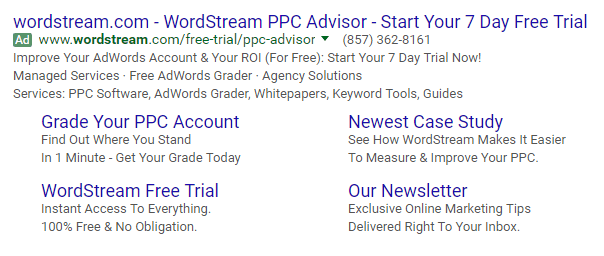 wordstream.com - WordStream PPC Advisor - Start Your 7 Day Free Trial
Ad www.wordstream.com/free-trial/ppc-advisor (857) 362-8161
Improve Your AdWords Account & Your ROI (For Free): Start Your 7 Day Trial Now!
Managed Services · Free AdWords Grader · Agency Solutions
Services: PPC Software, AdWords Grader, Whitepapers, Keyword Tools, Guides
Grade Your PPC Account
Find Out Where You Stand
In 1 Minute - Get Your Grade Today
Newest Case Study
See How WordStream Makes It Easier
To Measure & Improve Your PPC.
WordStream Free Trial
Instant Access To Everything.
100% Free & No Obligation.
Our Newsletter
Exclusive Online Marketing Tips
Delivered Right To Your Inbox.